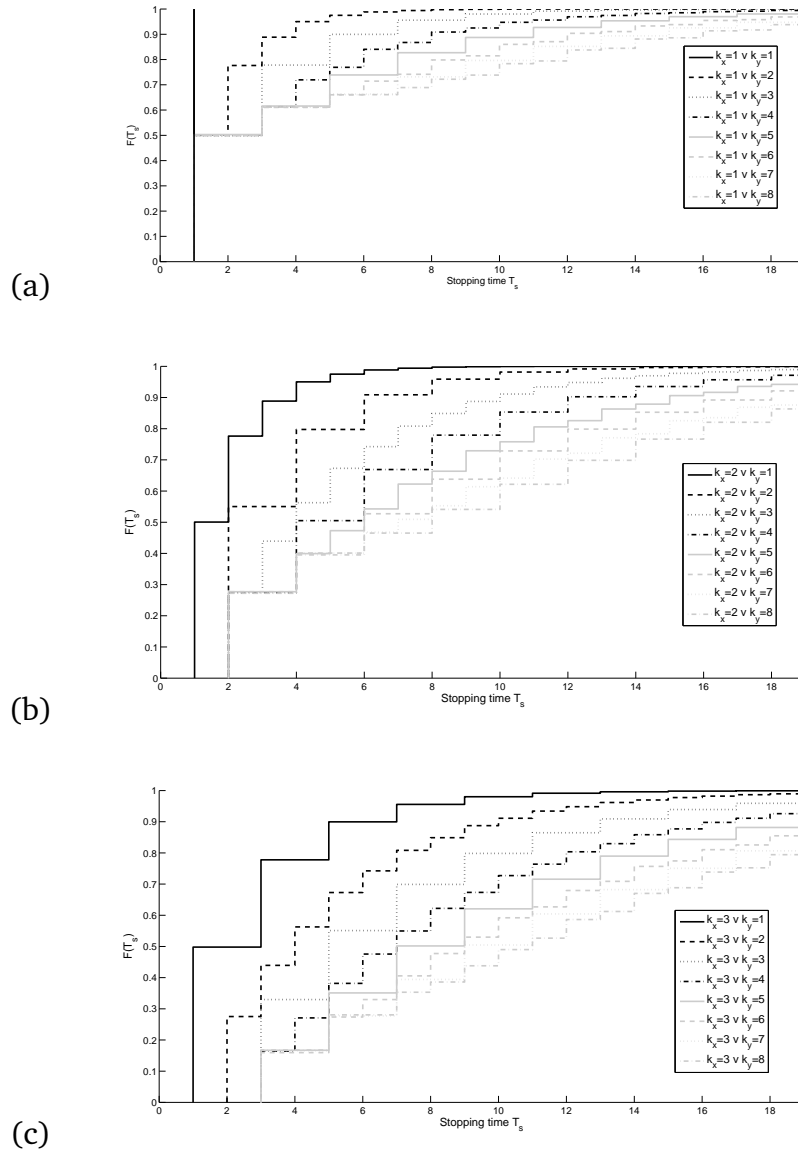 1
0.9
0.8
0.7
0.6
0.5
0.4
0.3
0.2
0.1
0
0 2 4 6 8 10 12 14 16 18
F(T_s)
Stopping time T_s
k_x=1 v k_y=1
k_x=1 v k_y=2
k_x=1 v k_y=3
k_x=1 v k_y=4
k_x=1 v k_y=5
k_x=1 v k_y=6
k_x=1 v k_y=7
k_x=1 v k_y=8
(a)
1
0.9
0.8
0.7
0.6
0.5
0.4
0.3
0.2
0.1
0
0 2 4 6 8 10 12 14 16 18
F(T_s)
Stopping time T_s
k_x=2 v k_y=1
k_x=2 v k_y=2
k_x=2 v k_y=3
k_x=2 v k_y=4
k_x=2 v k_y=5
k_x=2 v k_y=6
k_x=2 v k_y=7
k_x=2 v k_y=8
(b)
1
0.9
0.8
0.7
0.6
0.5
0.4
0.3
0.2
0.1
0
0 2 4 6 8 10 12 14 16 18
F(T_s)
Stopping time T_s
k_x=3 v k_y=1
k_x=3 v k_y=2
k_x=3 v k_y=3
k_x=3 v k_y=4
k_x=3 v k_y=5
k_x=3 v k_y=6
k_x=3 v k_y=7
k_x=3 v k_y=8
(c)